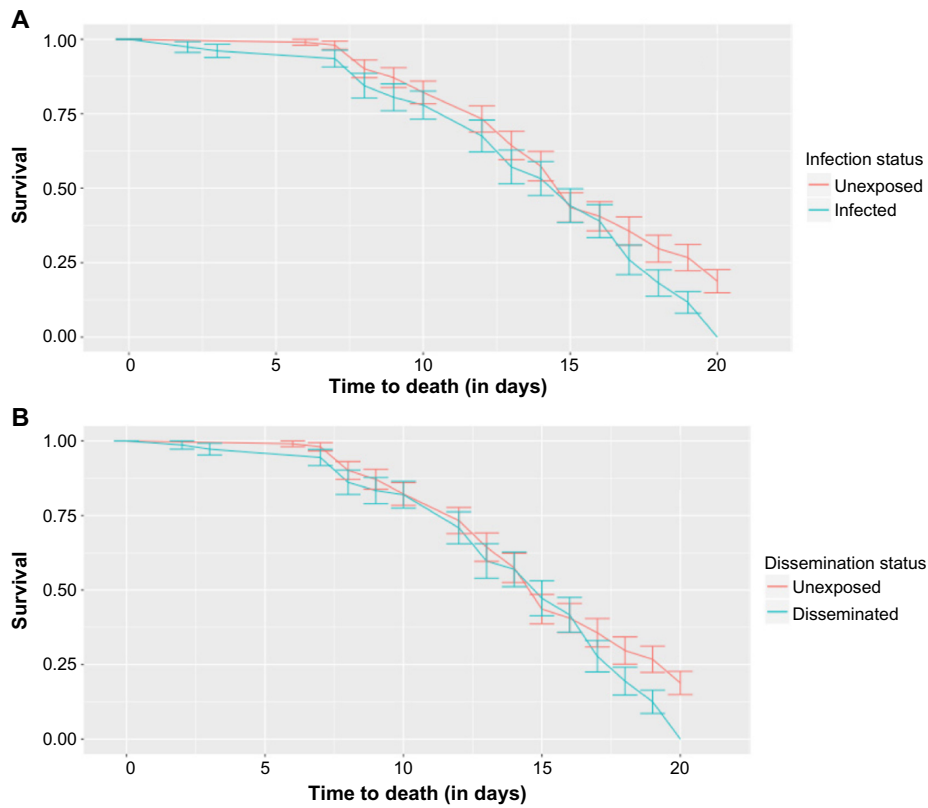 A
1.00
0.75
0.50
0.25
0.00
Survival
0 5 10 15 20
Time to death (in days)
Infection status
Unexposed
Infected
B
1.00
0.75
0.50
0.25
0.00
Survival
0 5 10 15 20
Time to death (in days)
Dissemination status
Unexposed
Disseminated